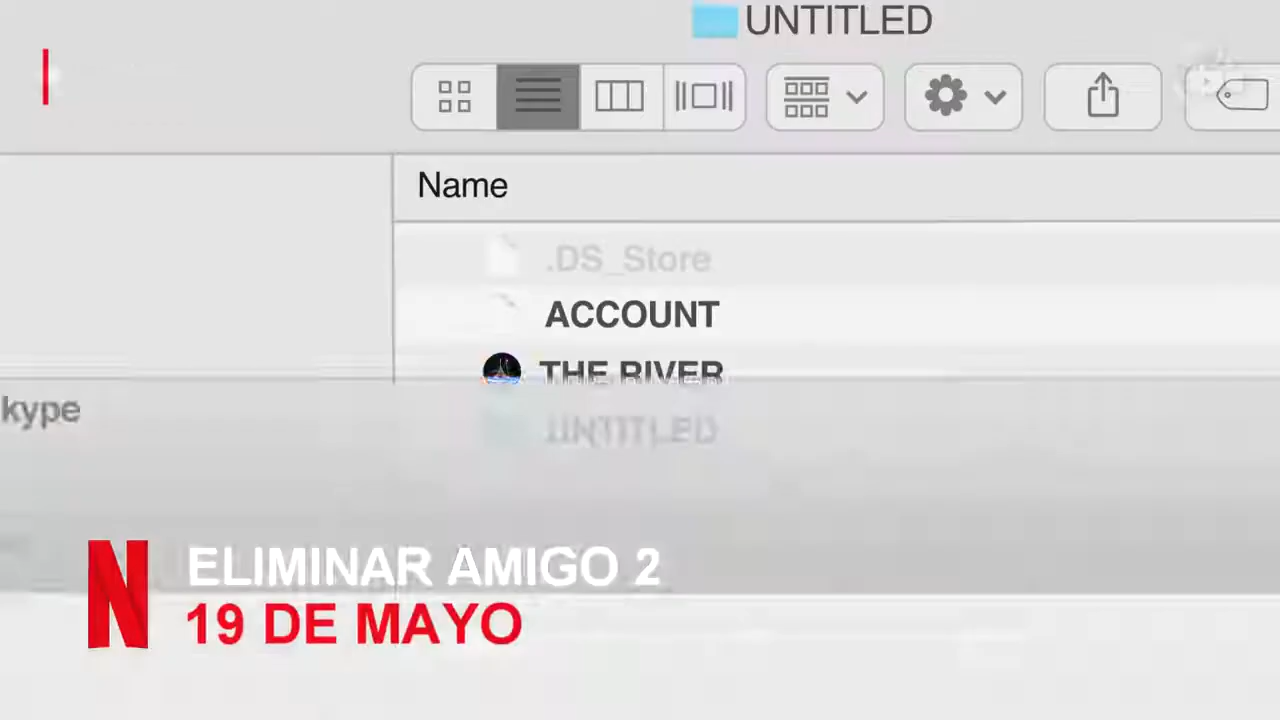 UNTITLED
Name
.DS_Store
ACCOUNT
THE RIVER
kype
UNTITLED
N
ELIMINAR AMIGO 2
19 DE MAYO